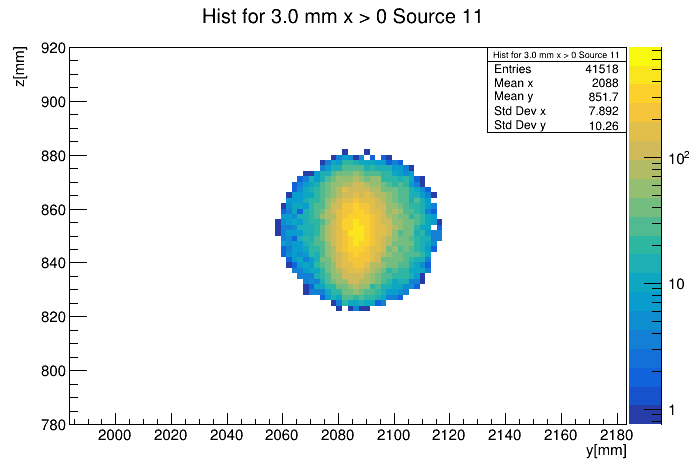 Hist for 3.0 mm x > 0 Source 11
z[mm]
920
900
880
860
840
820
800
780
2000
2020
2040
2060
2080
2100
2120
2140
2160
2180
y[mm]
Hist for 3.0 mm x > 0 Source 11
Entries 41518
Mean x 2088
Mean y 851.7
Std Dev x 7.892
Std Dev y 10.26
10²
10
1